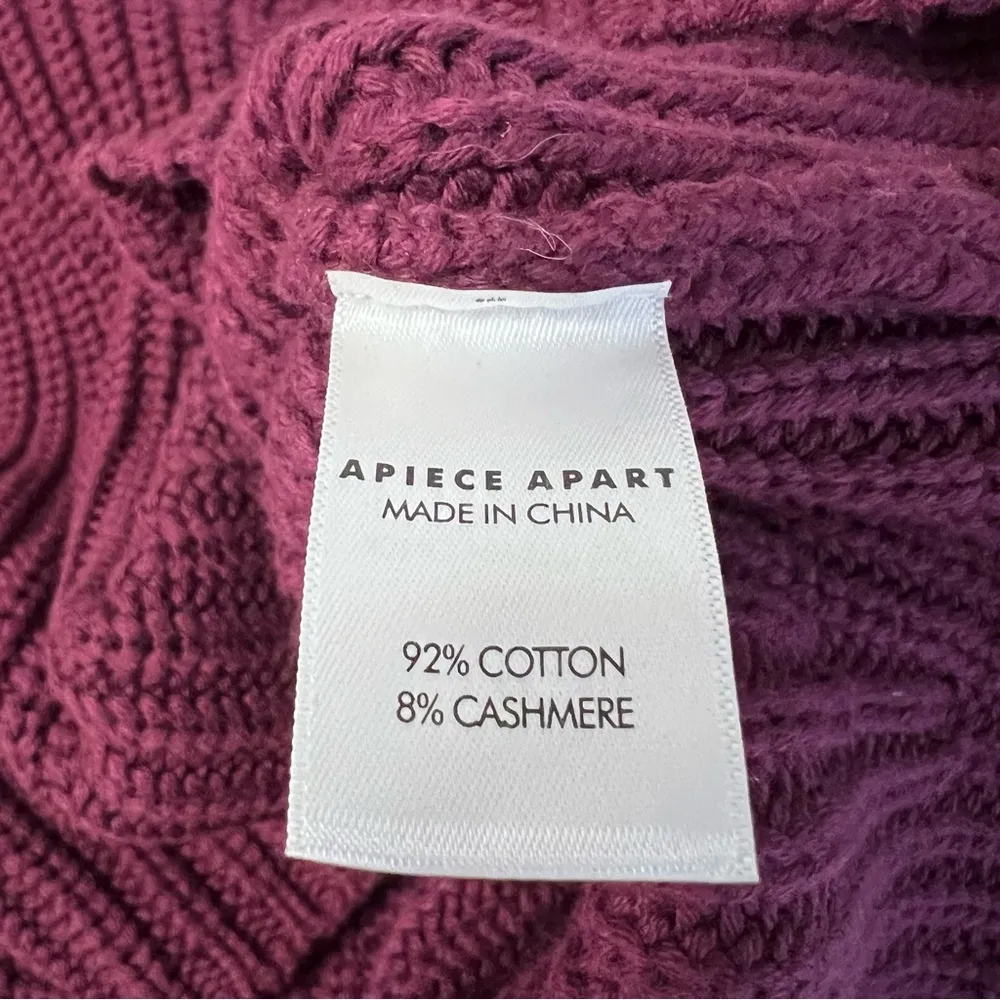 APIECE APART
MADE IN CHINA
92% COTTON
8% CASHMERE